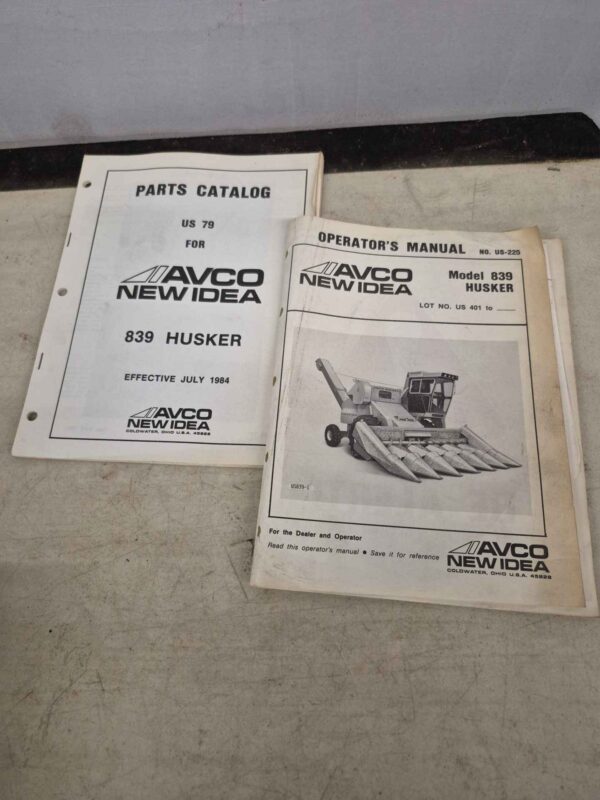 PARTS CATALOG
US 79
FOR
AVCO
NEW IDEA
839 HUSKER
EFFECTIVE JULY 1984
AVCO
NEW IDEA
COLDWATER, OHIO U.S.A. 45828
OPERATOR'S MANUAL NO. US-225
AVCO
NEW IDEA
Model 839
HUSKER
LOT NO. US 401 to
For the Dealer and Operator
Read this operator's manual ● Save it for reference
AVCO
NEW IDEA
COLDWATER, OHIO U.S.A. 45828